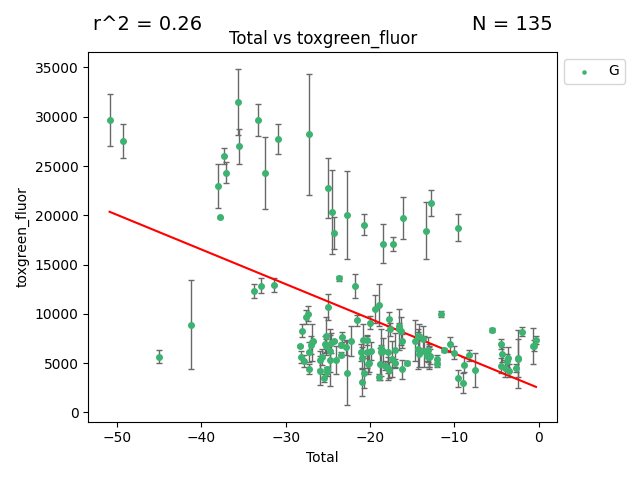 r^2 = 0.26 N = 135
Total vs toxgreen_fluor
G
toxgreen_fluor
35000
30000
25000
20000
15000
10000
5000
0
−50 −40 −30 −20 −10 0
Total